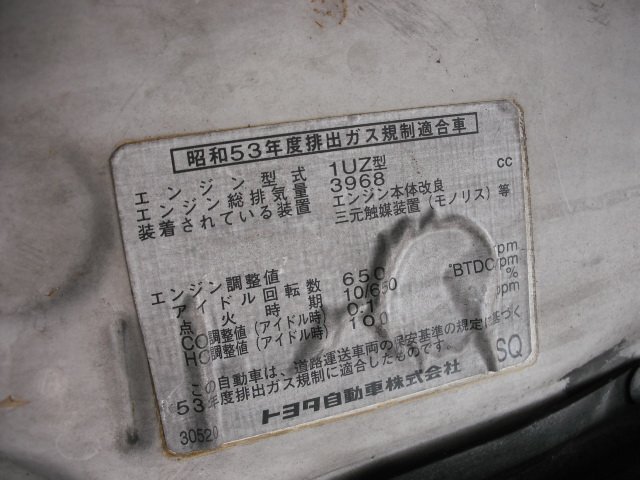 昭和53年度排出ガス規制適合車
エンジン型式 1UZ型
エンジン総排気量 3968 cc
装着されている装置 エンジン本体改良
三元触媒装置(モノリス)等
エンジン調整値
アイドル回転数 650 rpm
点火時期 10/650 °BTDC/rpm
CO調整値(アイドル時) 0.1 %
HC調整値(アイドル時) 100 ppm
この自動車は、道路運送車両の保安基準の規定に基づく
53年度排出ガス規制に適合したものです。
トヨタ自動車株式会社
30520 SQ